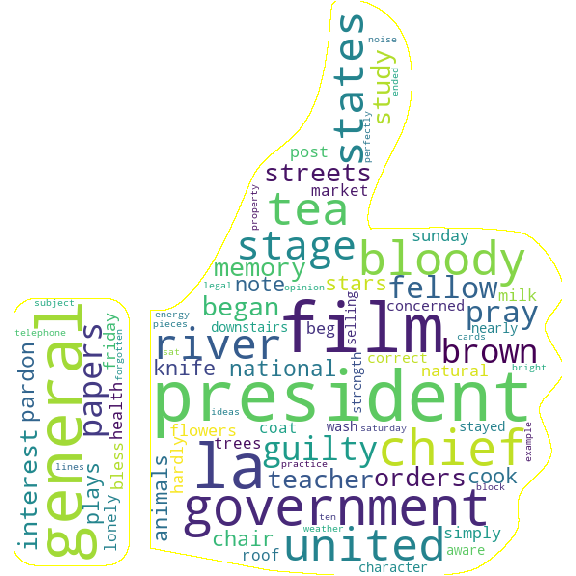 noise
states
study
ended
perfectly
post
streets
market
property
tea
stage
sunday
bloody
memory
legal
opinion
note
stars
fellow
milk
began
concerned
pray
energy
pieces
downstairs
beg
selling
film
nearly
cards
river
brown
sat
knife
national
strength
correct
natural
bright
president
ideas
flowers
coat
wash
saturday
stayed
example
hardly
trees
guilty
chief
la
practice
teacher
orders
cook
block
animals
government
ten
weather
simply
chair
roof
united
aware
character
subject
telephone
general
papers
friday
forgotten
pardon
interest
health
bless
lines
plays
lonely